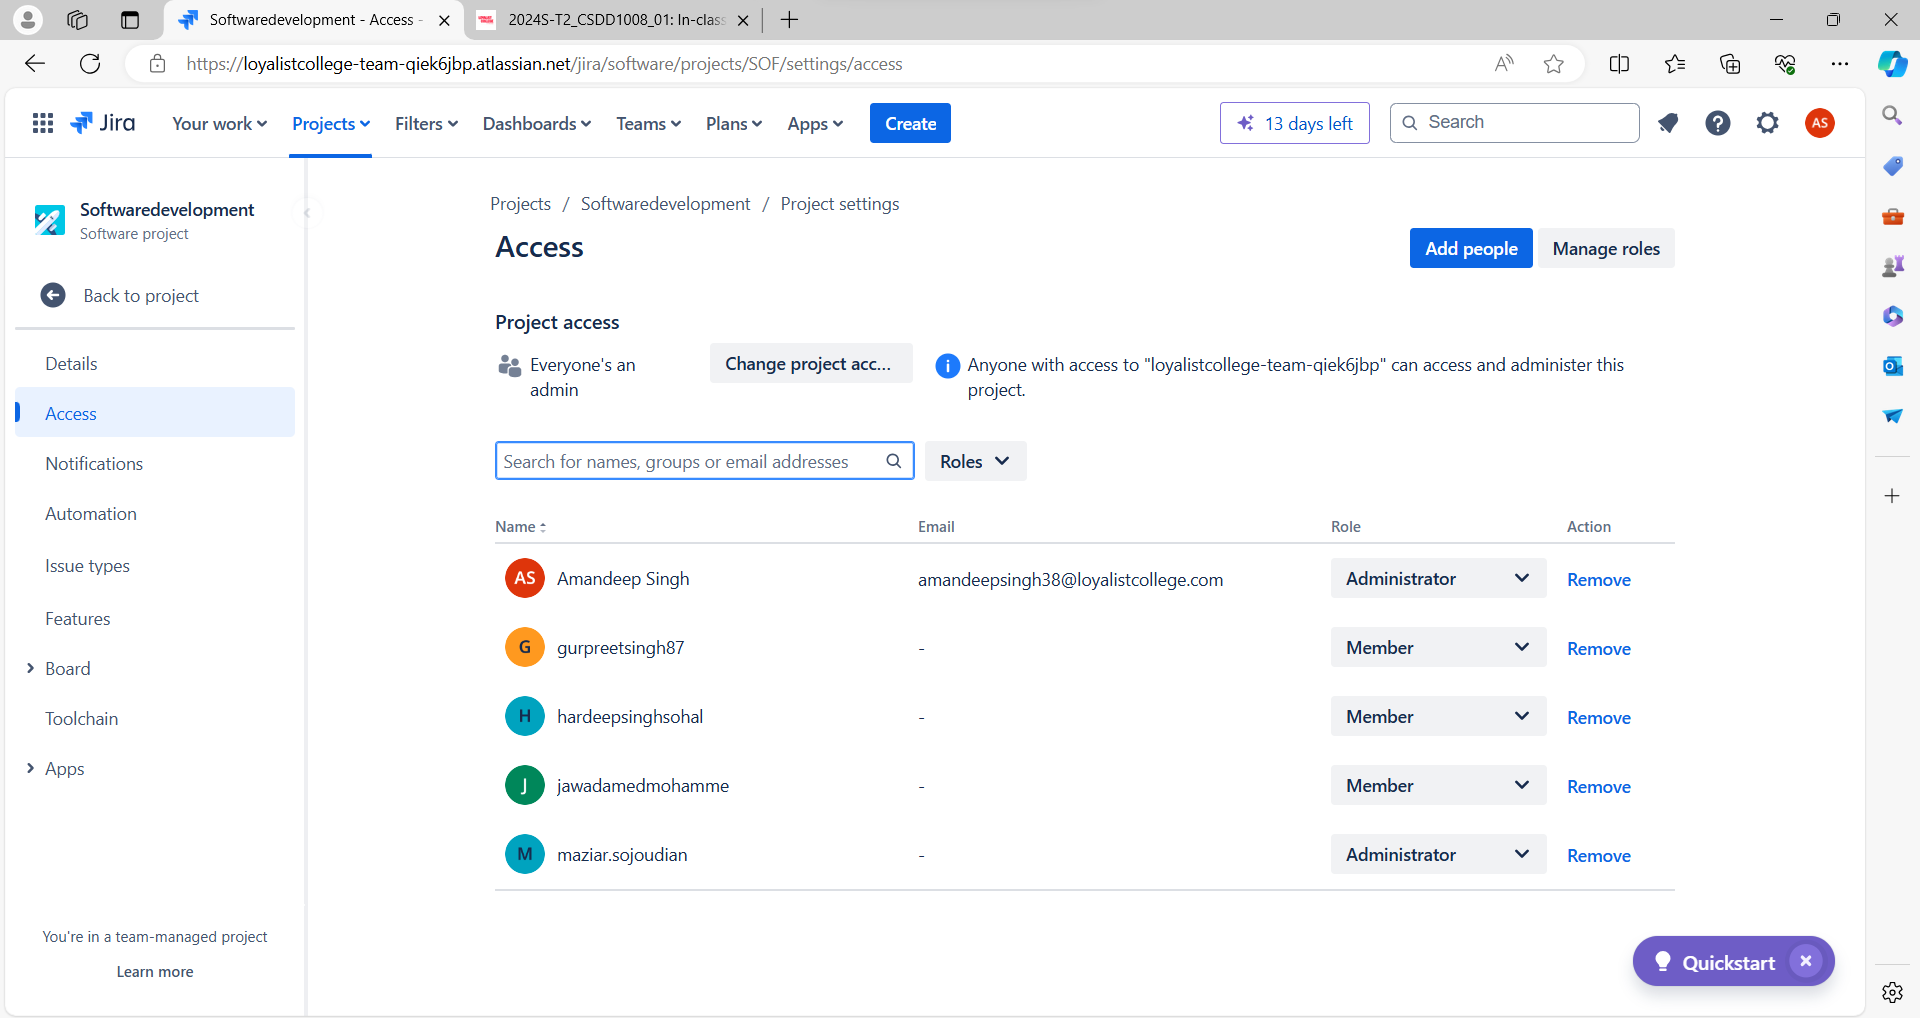 Softwaredevelopment - Access -
2024S-T2_CSDD1008_01: In-clas
https://loyalistcollege-team-qiek6jbp.atlassian.net/jira/software/projects/SOF/settings/access
Jira
Your work
Projects
Filters
Dashboards
Teams
Plans
Apps
Create
13 days left
Search
AS
Softwaredevelopment
Software project
Back to project
Details
Access
Notifications
Automation
Issue types
Features
Board
Toolchain
Apps
You're in a team-managed project
Learn more
Projects / Softwaredevelopment / Project settings
Access
Add people
Manage roles
Project access
Everyone's an
admin
Change project acc...
Anyone with access to "loyalistcollege-team-qiek6jbp" can access and administer this
project.
Search for names, groups or email addresses
Roles
Name Email Role Action
AS Amandeep Singh amandeepsingh38@loyalistcollege.com Administrator Remove
G gurpreetsingh87 - Member Remove
H hardeepsinghsohal - Member Remove
J jawadamedmohamme - Member Remove
M maziar.sojoudian - Administrator Remove
Quickstart